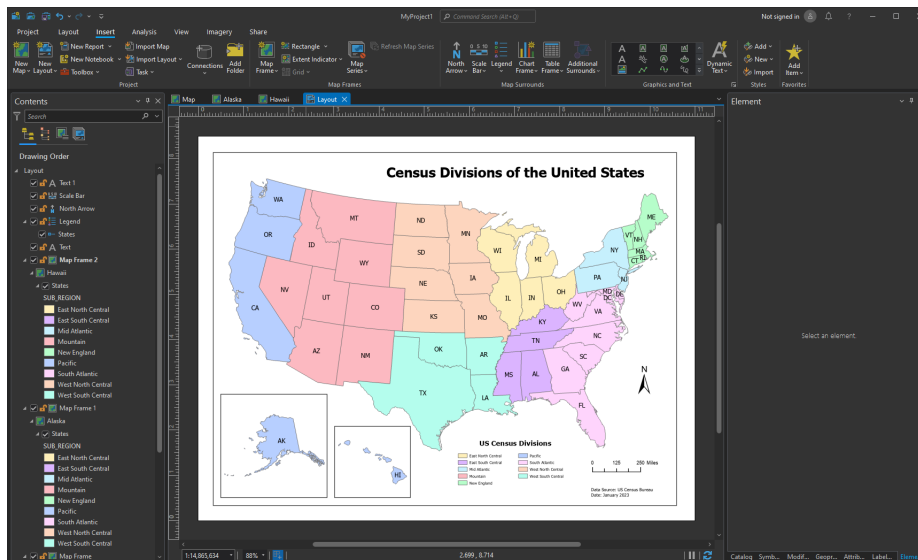 MyProject1
Command Search (Alt+Q)
Not signed in
Project Layout Insert Analysis View Imagery Share
New Map
New Layout
New Report
New Notebook
Toolbox
Import Map
Import Layout
Task
Connections
Add Folder
Project
Map Frame
Rectangle
Extent Indicator
Grid
Map Series
Refresh Map Series
Map Frames
North Arrow
Scale Bar
Legend
Chart Frame
Table Frame
Additional Surrounds
Map Surrounds
Dynamic Text
Graphics and Text
Add
New
Import
Styles
Add Item
Favorites
Contents
Search
Drawing Order
Layout
Text 1
Scale Bar
North Arrow
Legend
States
Text
Map Frame 2
Hawaii
States
SUB_REGION
East North Central
East South Central
Mid Atlantic
Mountain
New England
Pacific
South Atlantic
West North Central
West South Central
Map Frame 1
Alaska
States
SUB_REGION
East North Central
East South Central
Mid Atlantic
Mountain
New England
Pacific
South Atlantic
West North Central
West South Central
Map Frame
Map Alaska Hawaii Layout
Census Divisions of the United States
WA
OR
CA
MT
ID
WY
NV
UT
CO
AZ
NM
ND
SD
NE
KS
MN
IA
MO
WI
MI
IL
IN
OH
KY
TN
MS
AL
OK
AR
TX
LA
ME
VT
NH
MA
CT
RI
NY
PA
NJ
MD
DE
DC
WV
VA
NC
SC
GA
FL
N
AK
HI
US Census Divisions
East North Central
East South Central
Mid Atlantic
Mountain
New England
Pacific
South Atlantic
West North Central
West South Central
0 125 250 Miles
Data Source: US Census Bureau
Date: January 2023
1:14,865,634
88%
2.699 , 8.714
Element
Select an element.
Catalog Symb... Modif... Geopr... Attrib... Label...